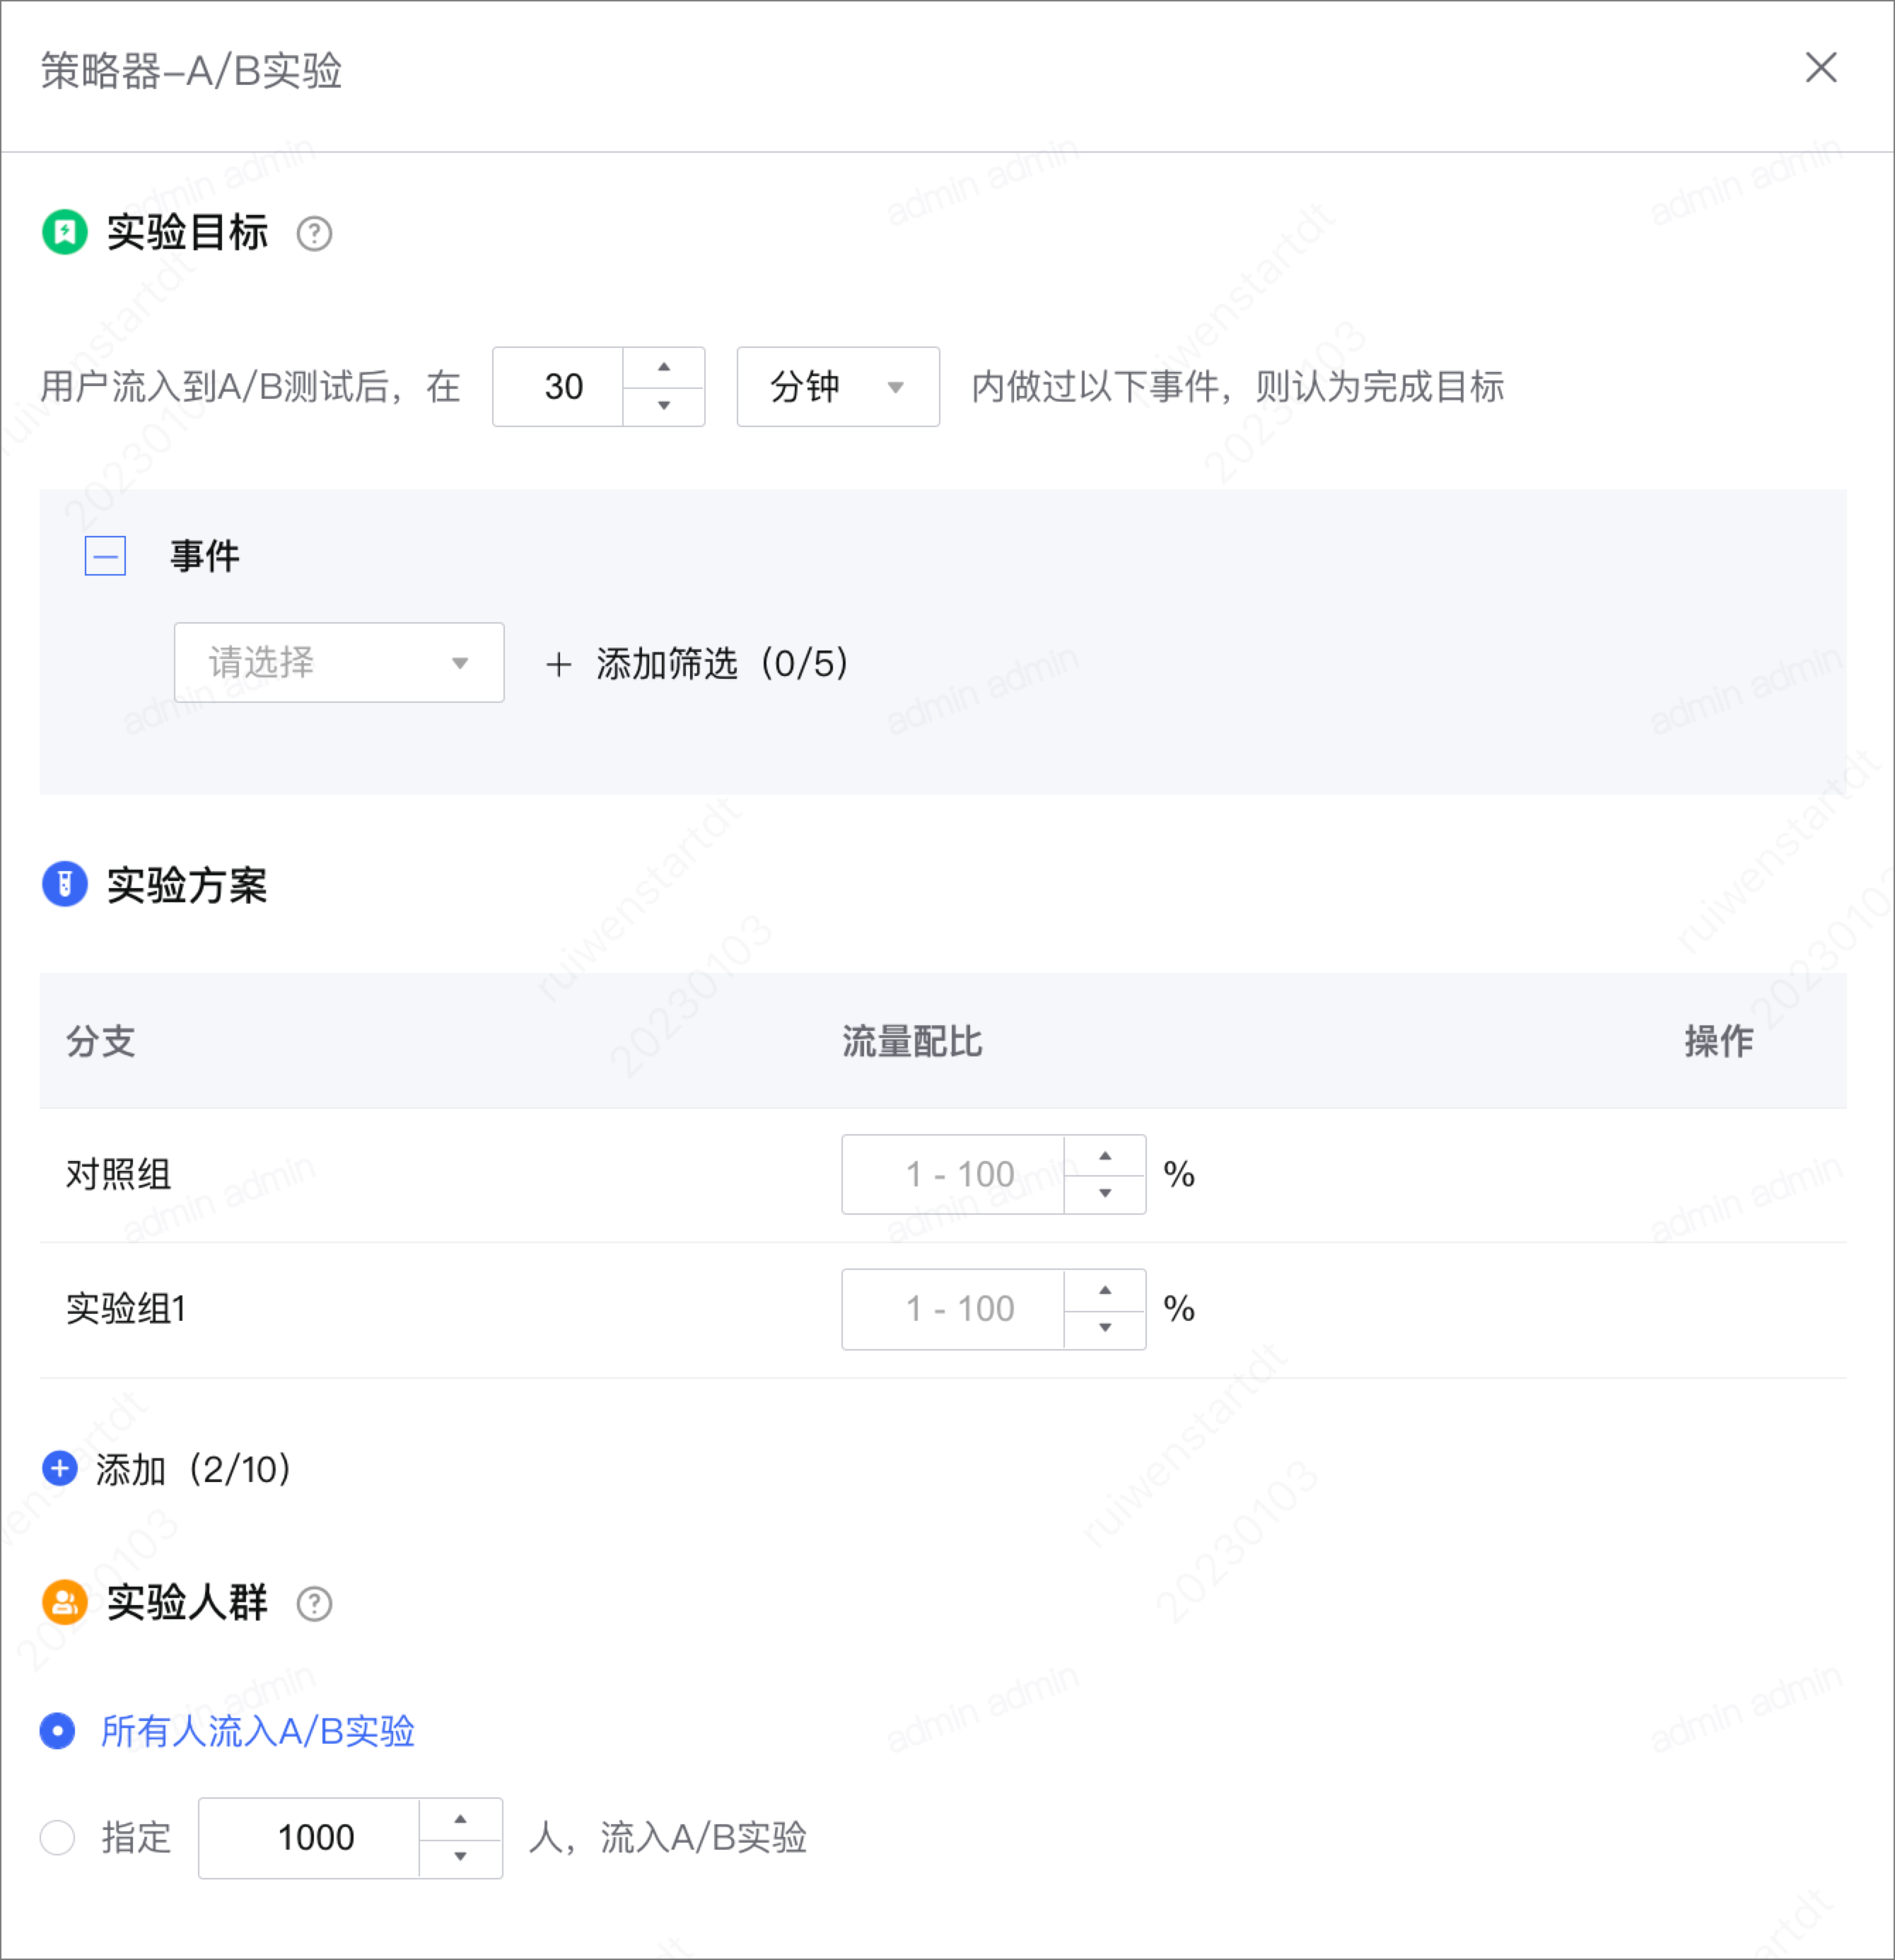 策略器–A/B实验
实验目标 ?
用户流入到A/B测试后，在 30 分钟 内做过以下事件，则认为完成目标
事件
请选择 + 添加筛选（0/5）
实验方案
分支 流量配比 操作
对照组 1 - 100 %
实验组1 1 - 100 %
添加（2/10）
实验人群 ?
所有人流入A/B实验
指定 1000 人，流入A/B实验
admin admin
ruiwenstartdt
20230103